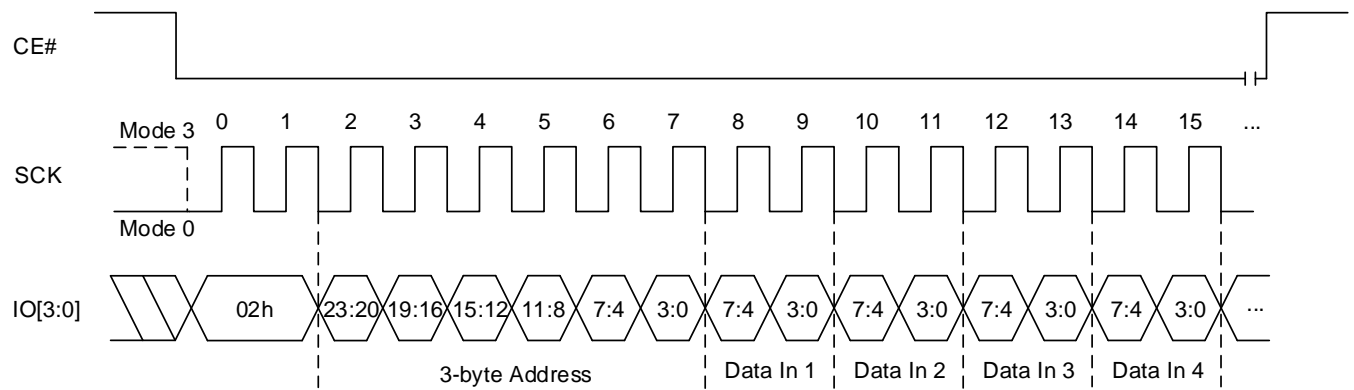 CE#
Mode 3 0 1 2 3 4 5 6 7 8 9 10 11 12 13 14 15 ...
SCK
Mode 0
IO[3:0] 02h 23:20 19:16 15:12 11:8 7:4 3:0 7:4 3:0 7:4 3:0 7:4 3:0 7:4 3:0 ...
3-byte Address Data In 1 Data In 2 Data In 3 Data In 4